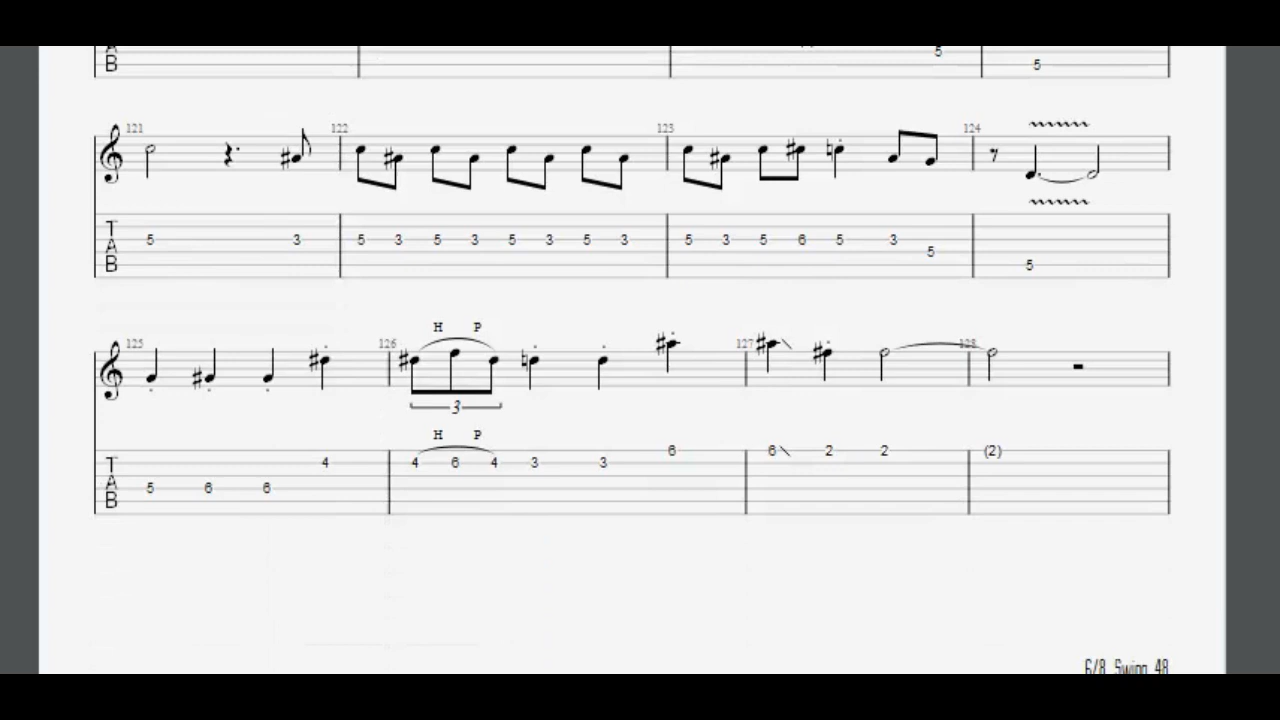 B 5 5
121 122 123 124
T A B 5 3 5 3 5 3 5 3 5 3 5 3 5 6 5 3 5 5
H P
125 126 127 128
3
H P
T A B 5 6 6 4 4 6 4 3 3 6 6 2 2 (2)
6/8 Swing 48